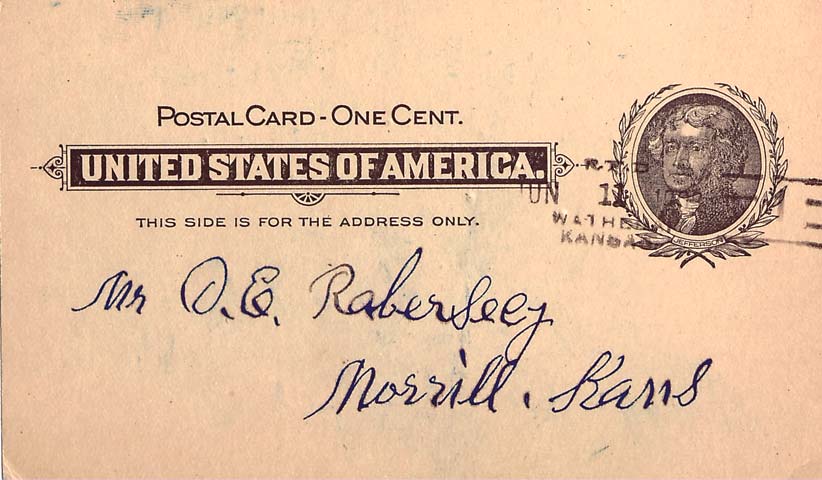 POSTAL CARD - ONE CENT.
UNITED STATES OF AMERICA.
THIS SIDE IS FOR THE ADDRESS ONLY.
JEFFERSON
KANSA
Mr O. E. Raberseey
Morrill. Kans